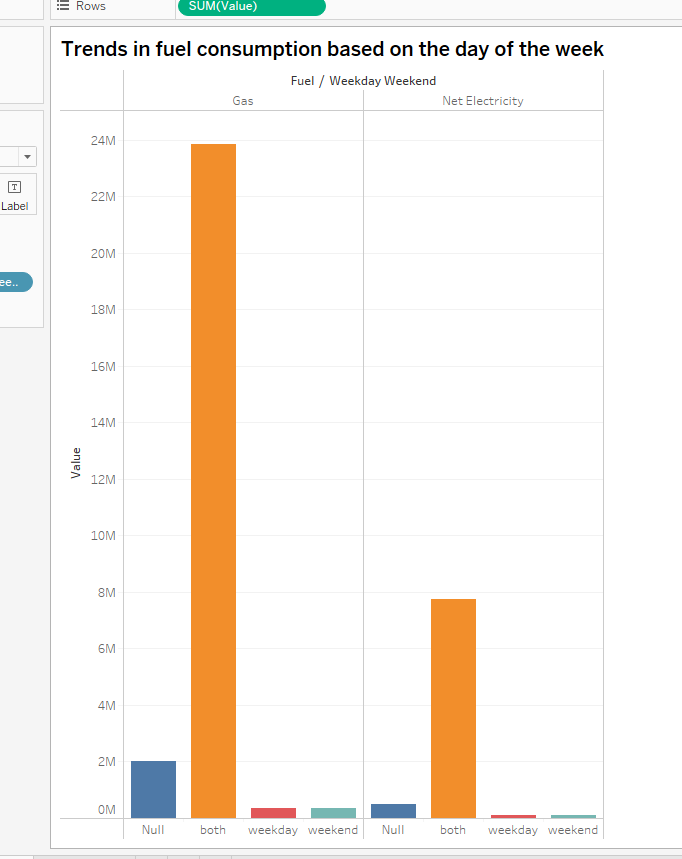 Rows
SUM(Value)
Trends in fuel consumption based on the day of the week
Fuel / Weekday Weekend
Gas Net Electricity
24M
22M
20M
18M
16M
14M
12M
10M
8M
6M
4M
2M
0M
Value
Null both weekday weekend Null both weekday weekend
T
Label
ee..